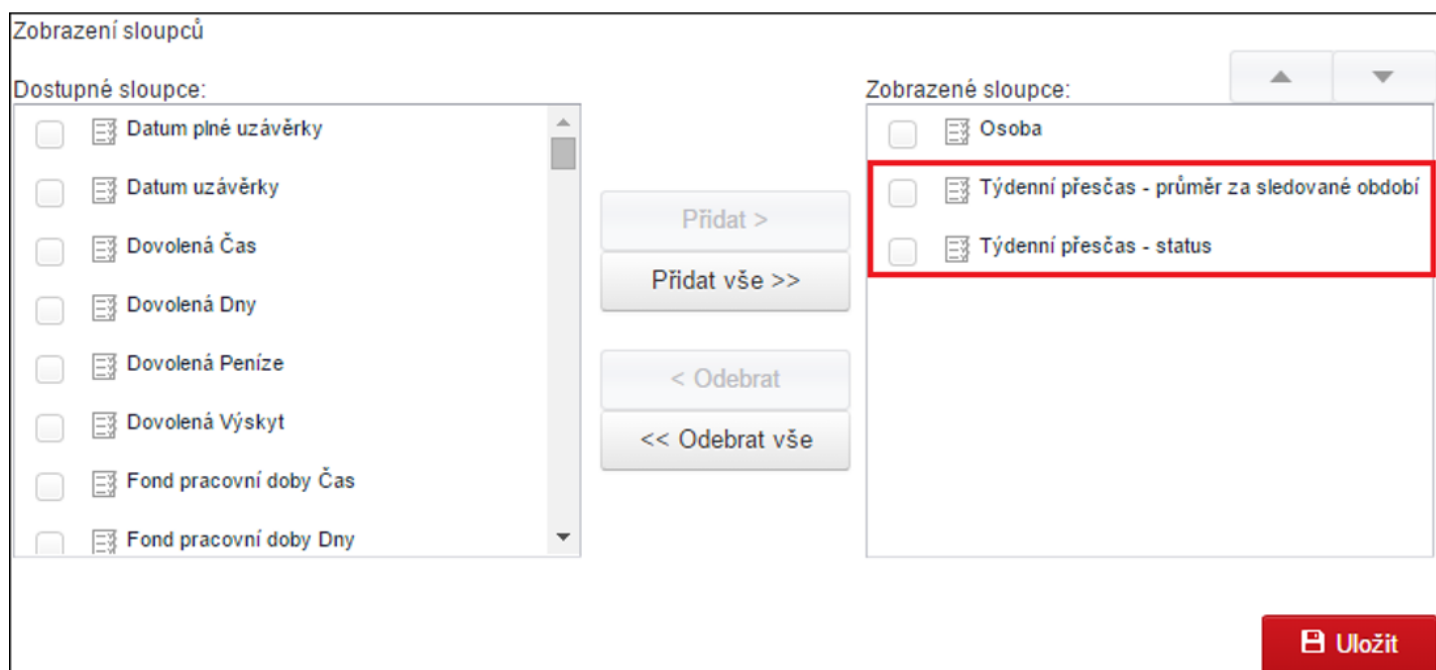 Zobrazení sloupců
Dostupné sloupce:
Datum plné uzávěrky
Datum uzávěrky
Dovolená Čas
Dovolená Dny
Dovolená Peníze
Dovolená Výskyt
Fond pracovní doby Čas
Fond pracovní doby Dny
Přidat >
Přidat vše >>
< Odebrat
<< Odebrat vše
Zobrazené sloupce:
Osoba
Týdenní přesčas - průměr za sledované období
Týdenní přesčas - status
Uložit